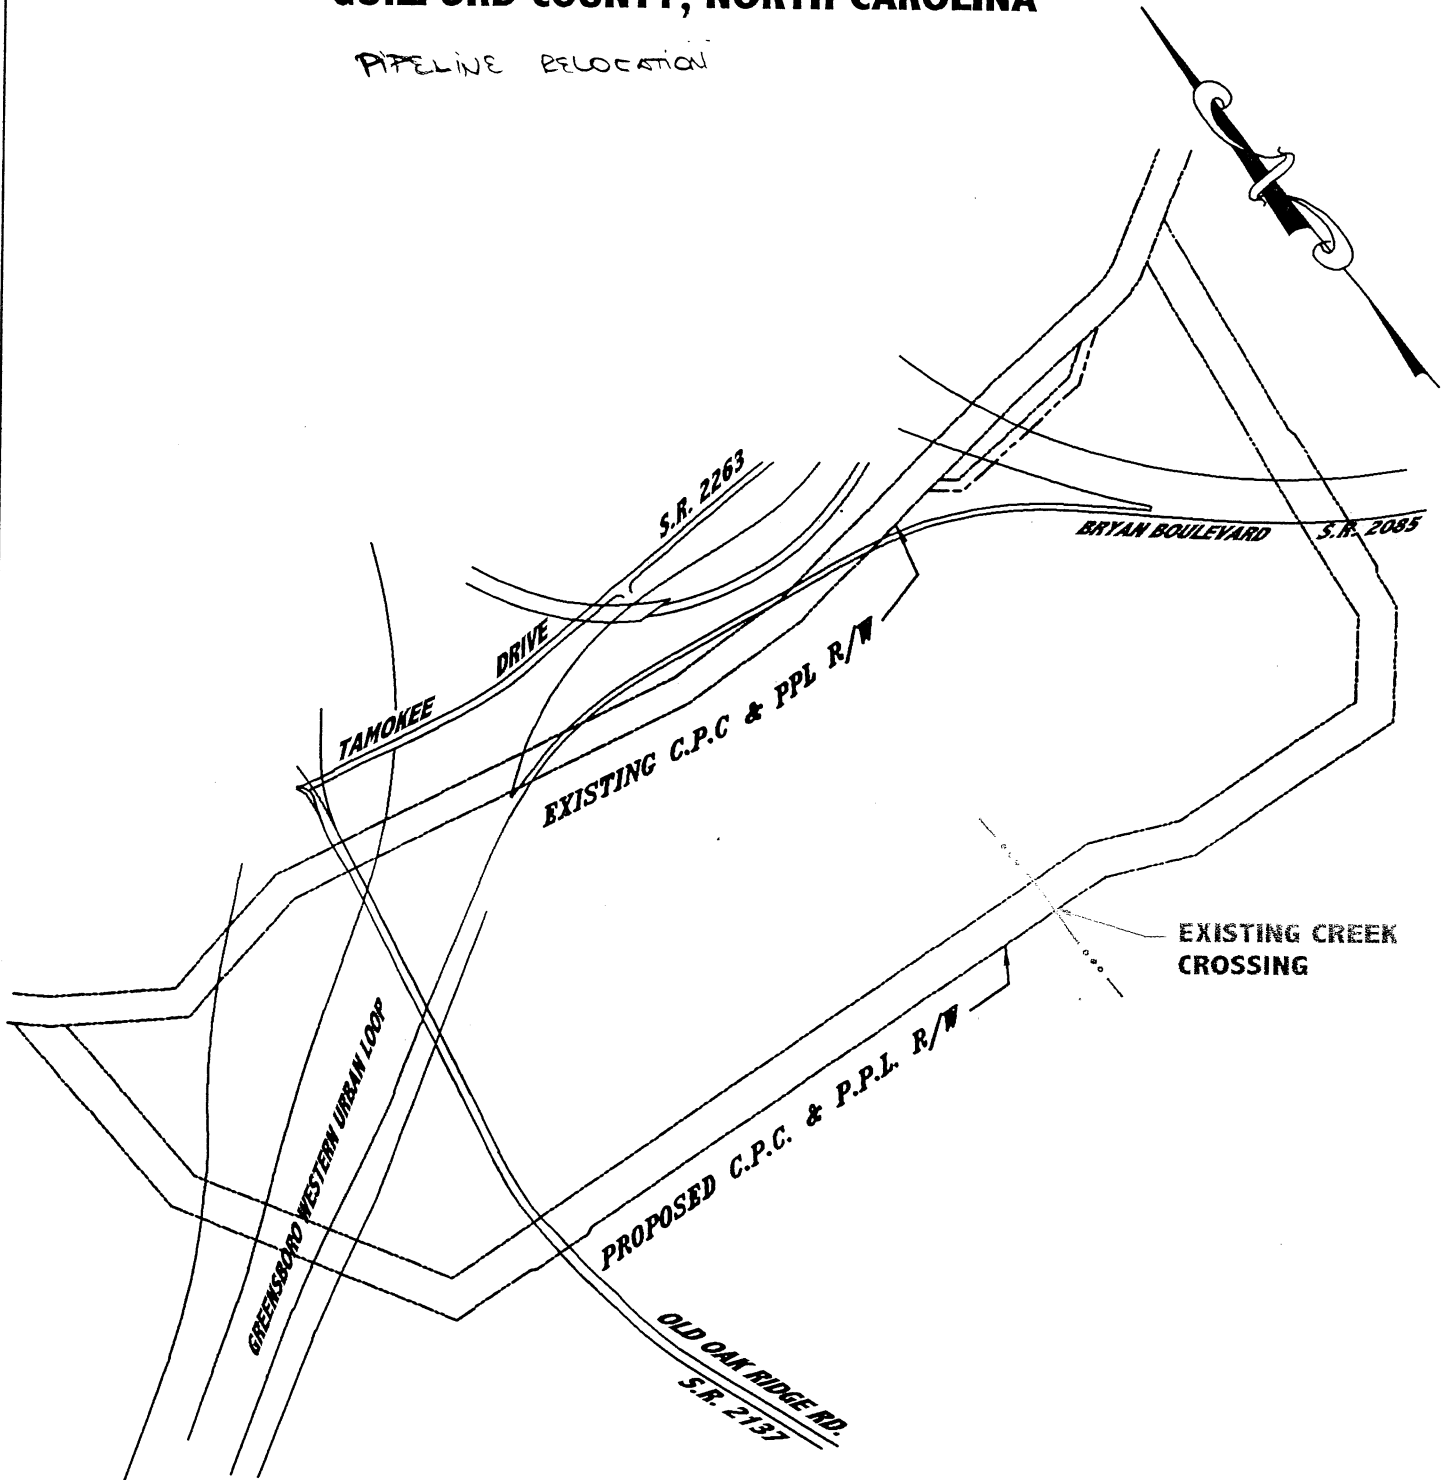 GUILFORD COUNTY, NORTH CAROLINA
PIPELINE RELOCATION
S.R. 2263
BRYAN BOULEVARD S.R. 2085
TAMOKEE DRIVE
EXISTING C.P.C & PPL R/W
EXISTING CREEK
CROSSING
GREENSBORO WESTERN URBAN LOOP
PROPOSED C.P.C. & P.P.L. R/W
OLD OAK RIDGE RD.
S.R. 2137